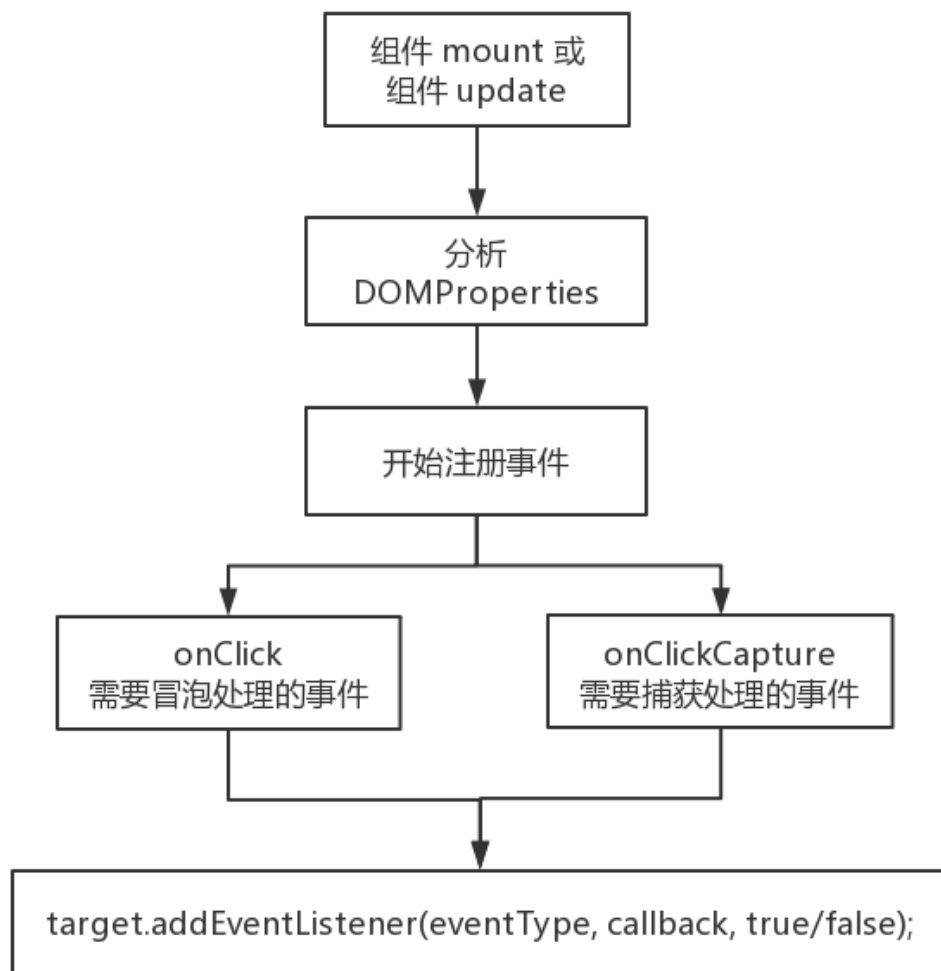 组件 mount 或
组件 update
分析
DOMProperties
开始注册事件
onClick
需要冒泡处理的事件
onClickCapture
需要捕获处理的事件
target.addEventListener(eventType, callback, true/false);